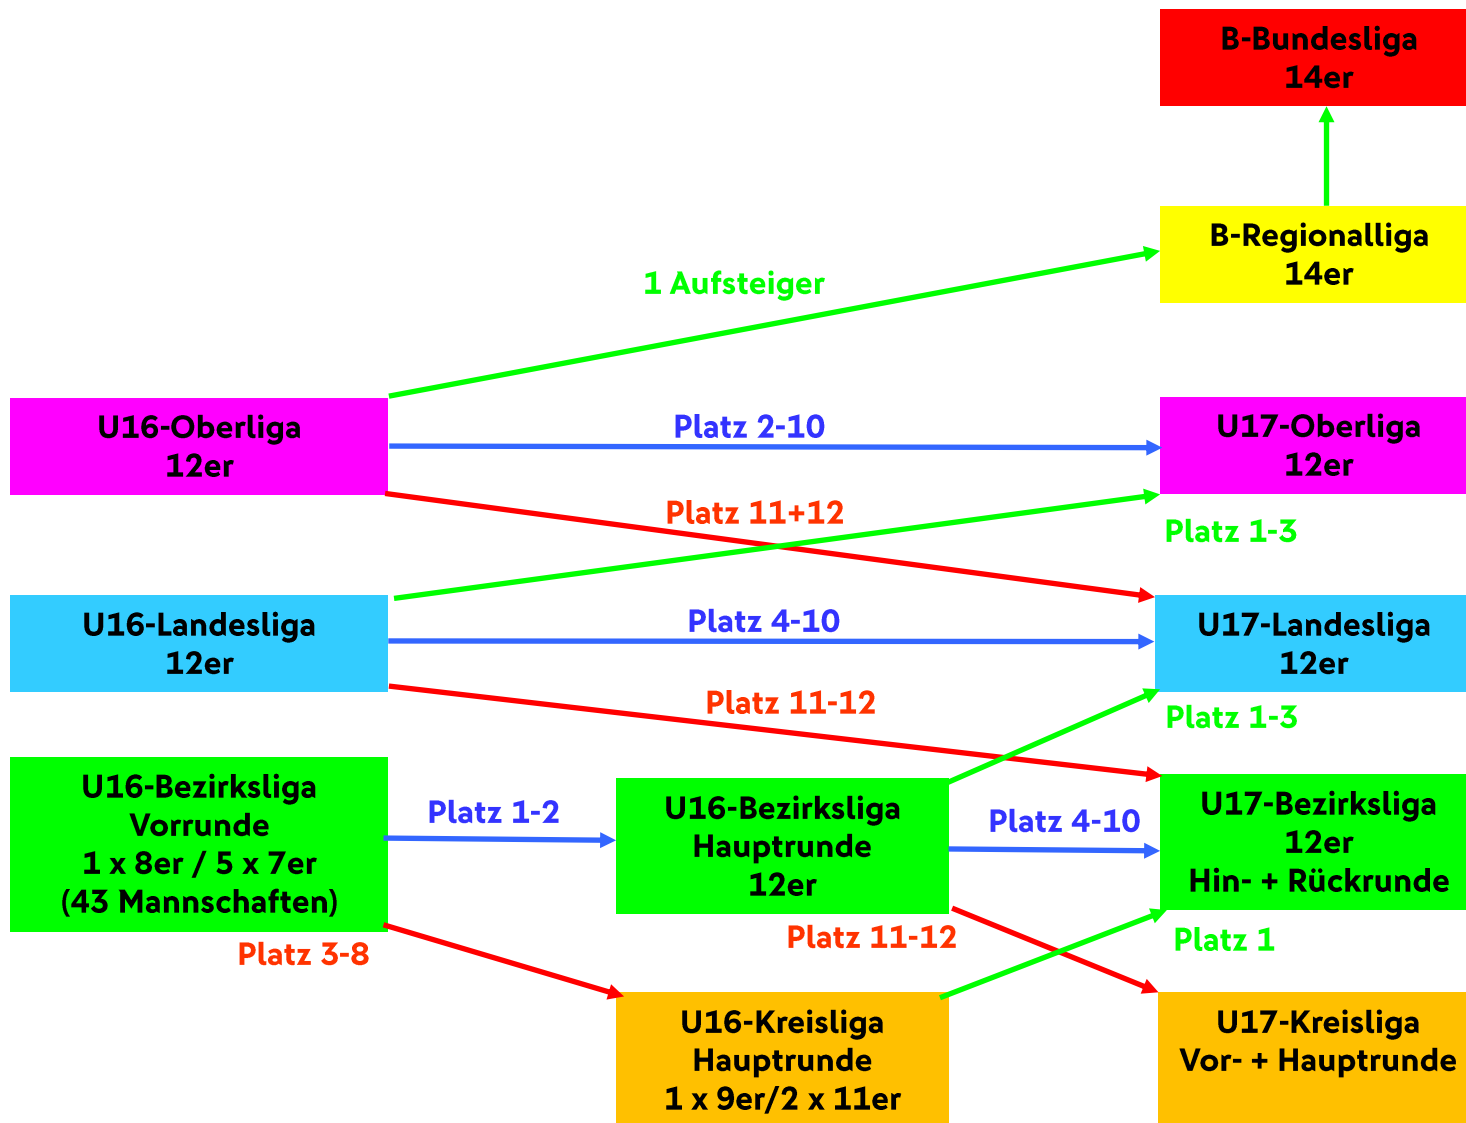 B-Bundesliga
14er
B-Regionalliga
14er
1 Aufsteiger
U16-Oberliga
12er
Platz 2-10
U17-Oberliga
12er
Platz 11+12
Platz 1-3
U16-Landesliga
12er
Platz 4-10
U17-Landesliga
12er
Platz 11-12
Platz 1-3
U16-Bezirksliga
Vorrunde
1 x 8er / 5 x 7er
(43 Mannschaften)
Platz 1-2
U16-Bezirksliga
Hauptrunde
12er
Platz 4-10
U17-Bezirksliga
12er
Hin- + Rückrunde
Platz 3-8
Platz 11-12
Platz 1
U16-Kreisliga
Hauptrunde
1 x 9er/2 x 11er
U17-Kreisliga
Vor- + Hauptrunde